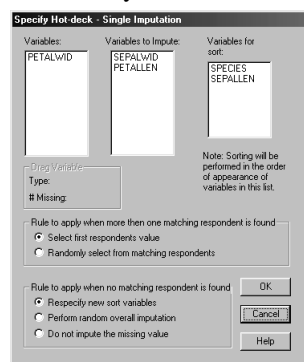 Specify Hot-deck - Single Imputation
Variables:
Variables to Impute:
Variables for
sort:
PETALWID
SEPALWID
PETALLEN
SPECIES
SEPALLEN
Drag Variable
Type:
# Missing:
Note: Sorting will be
performed in the order
of appearance of
variables in this list.
Rule to apply when more then one matching respondent is found
Select first respondents value
Randomly select from matching respondents
Rule to apply when no matching respondent is found
Respecify new sort variables
Perform random overall imputation
Do not impute the missing value
OK
Cancel
Help